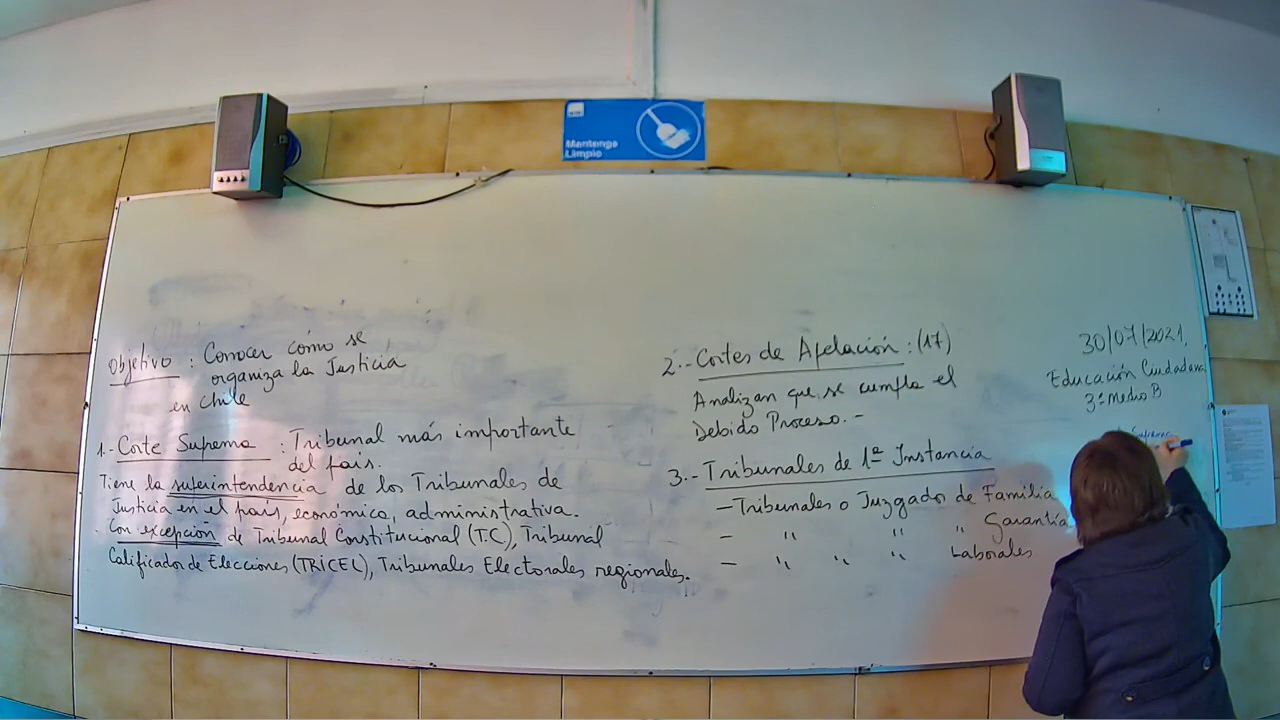 Mantenga
Limpio
Objetivo : Conocer cómo se
organiza la Justicia
en Chile
1.- Corte Suprema : Tribunal más importante
del país.
Tiene la superintendencia de los Tribunales de
Justicia en el país, económica, administrativa.
- Con excepción de Tribunal Constitucional (T.C), Tribunal
Calificador de Elecciones (TRICEL), Tribunales Electorales regionales.
2.- Cortes de Apelación : (17)
Analizan que se cumpla el
Debido Proceso.-
3.- Tribunales de 1ª Instancia
- Tribunales o Juzgados de Familia
- " " " Garantía
- " " " Laborales
30/07/2021,
Educación Ciudadana
3º Medio B